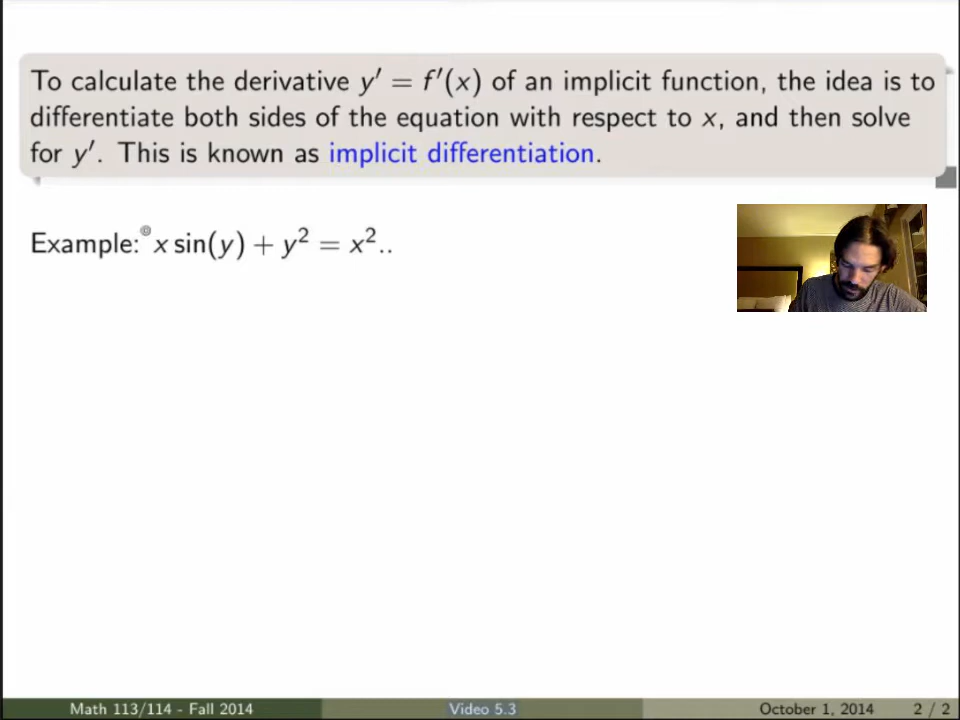 To calculate the derivative y′ = f′(x) of an implicit function, the idea is to
differentiate both sides of the equation with respect to x, and then solve
for y′. This is known as implicit differentiation.
Example: x sin(y) + y² = x²..
Math 113/114 - Fall 2014 Video 5.3 October 1, 2014 2 / 2